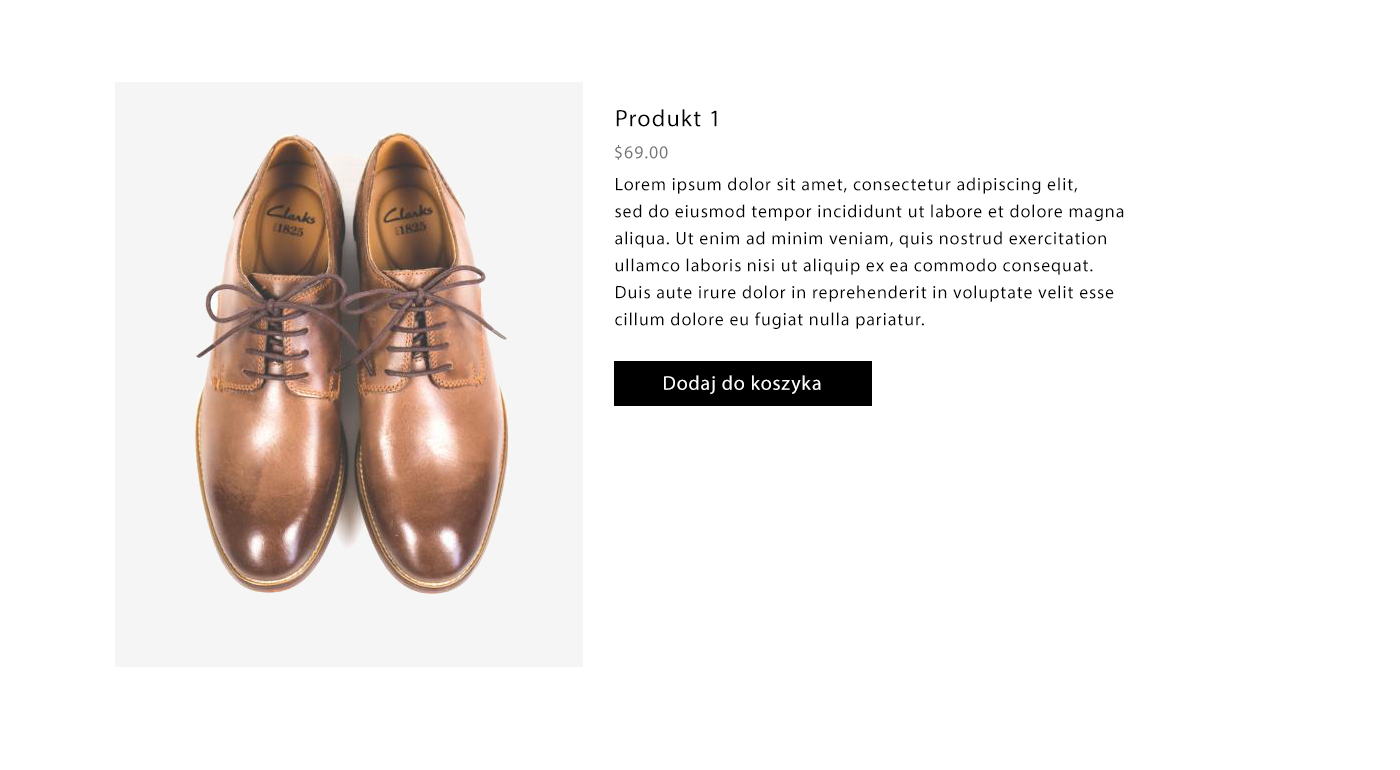 Clarks
1825
Clarks
1825
Produkt 1
$69.00
Lorem ipsum dolor sit amet, consectetur adipiscing elit,
sed do eiusmod tempor incididunt ut labore et dolore magna
aliqua. Ut enim ad minim veniam, quis nostrud exercitation
ullamco laboris nisi ut aliquip ex ea commodo consequat.
Duis aute irure dolor in reprehenderit in voluptate velit esse
cillum dolore eu fugiat nulla pariatur.
Dodaj do koszyka